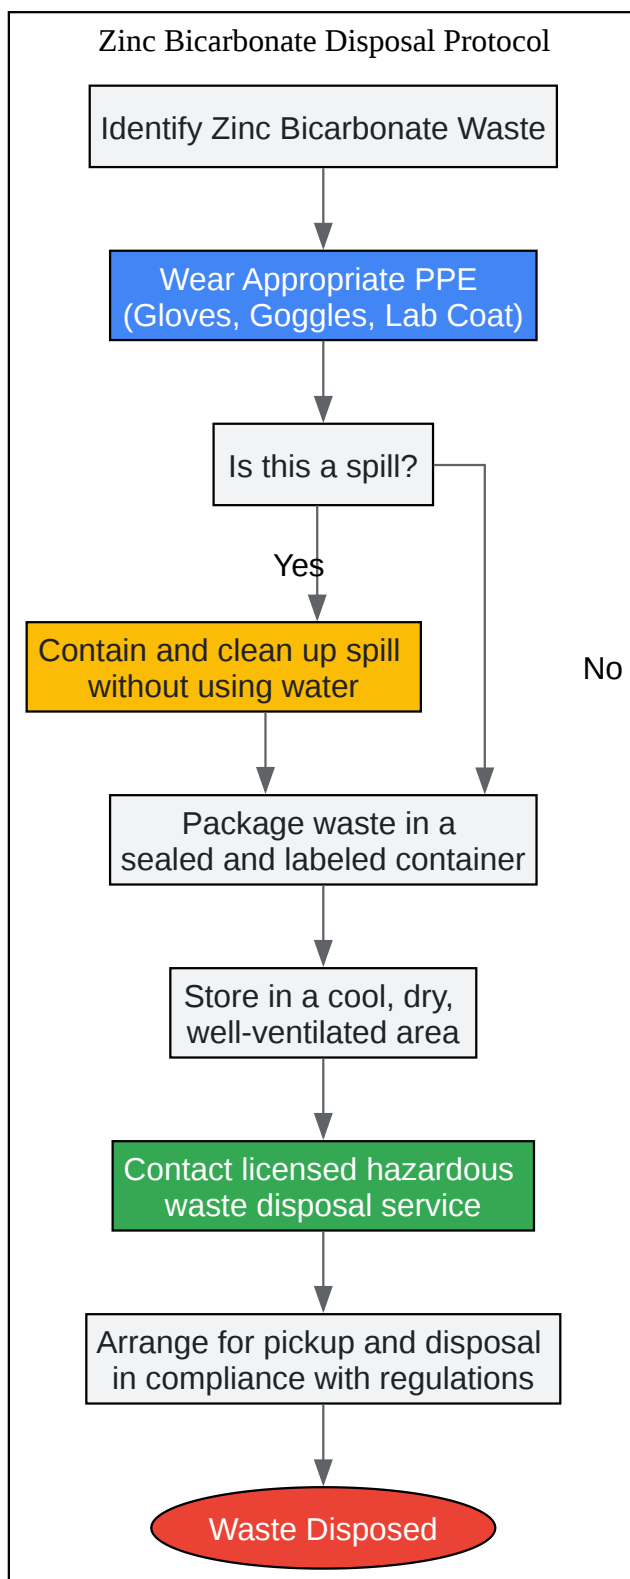 Zinc Bicarbonate Disposal Protocol
Identify Zinc Bicarbonate Waste
Wear Appropriate PPE
(Gloves, Goggles, Lab Coat)
Is this a spill?
Yes
Contain and clean up spill
without using water
No
Package waste in a
sealed and labeled container
Store in a cool, dry,
well-ventilated area
Contact licensed hazardous
waste disposal service
Arrange for pickup and disposal
in compliance with regulations
Waste Disposed